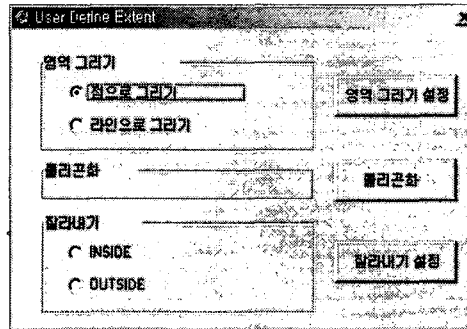 User Define Extent
영역 그리기
점으로 그리기
영역 그리기 설정
라인으로 그리기
폴리곤화
폴리곤화
잘라내기
INSIDE
잘라내기 설정
OUTSIDE